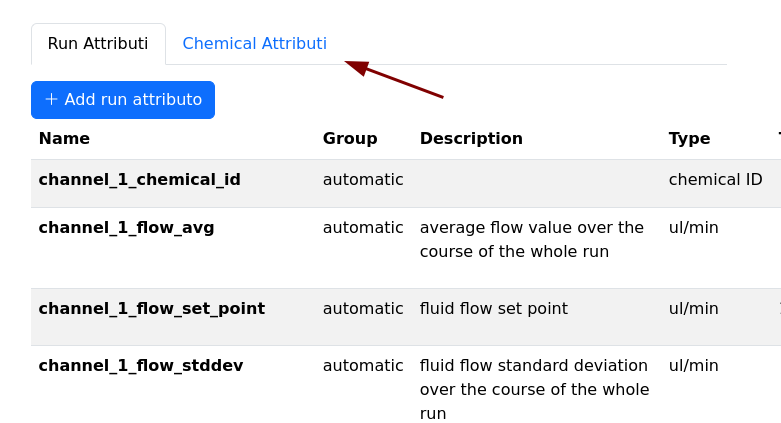 Run Attributi Chemical Attributi
+ Add run attributo
Name Group Description Type
channel_1_chemical_id automatic chemical ID
channel_1_flow_avg automatic average flow value over the ul/min
course of the whole run
channel_1_flow_set_point automatic fluid flow set point ul/min
channel_1_flow_stddev automatic fluid flow standard deviation ul/min
over the course of the whole
run